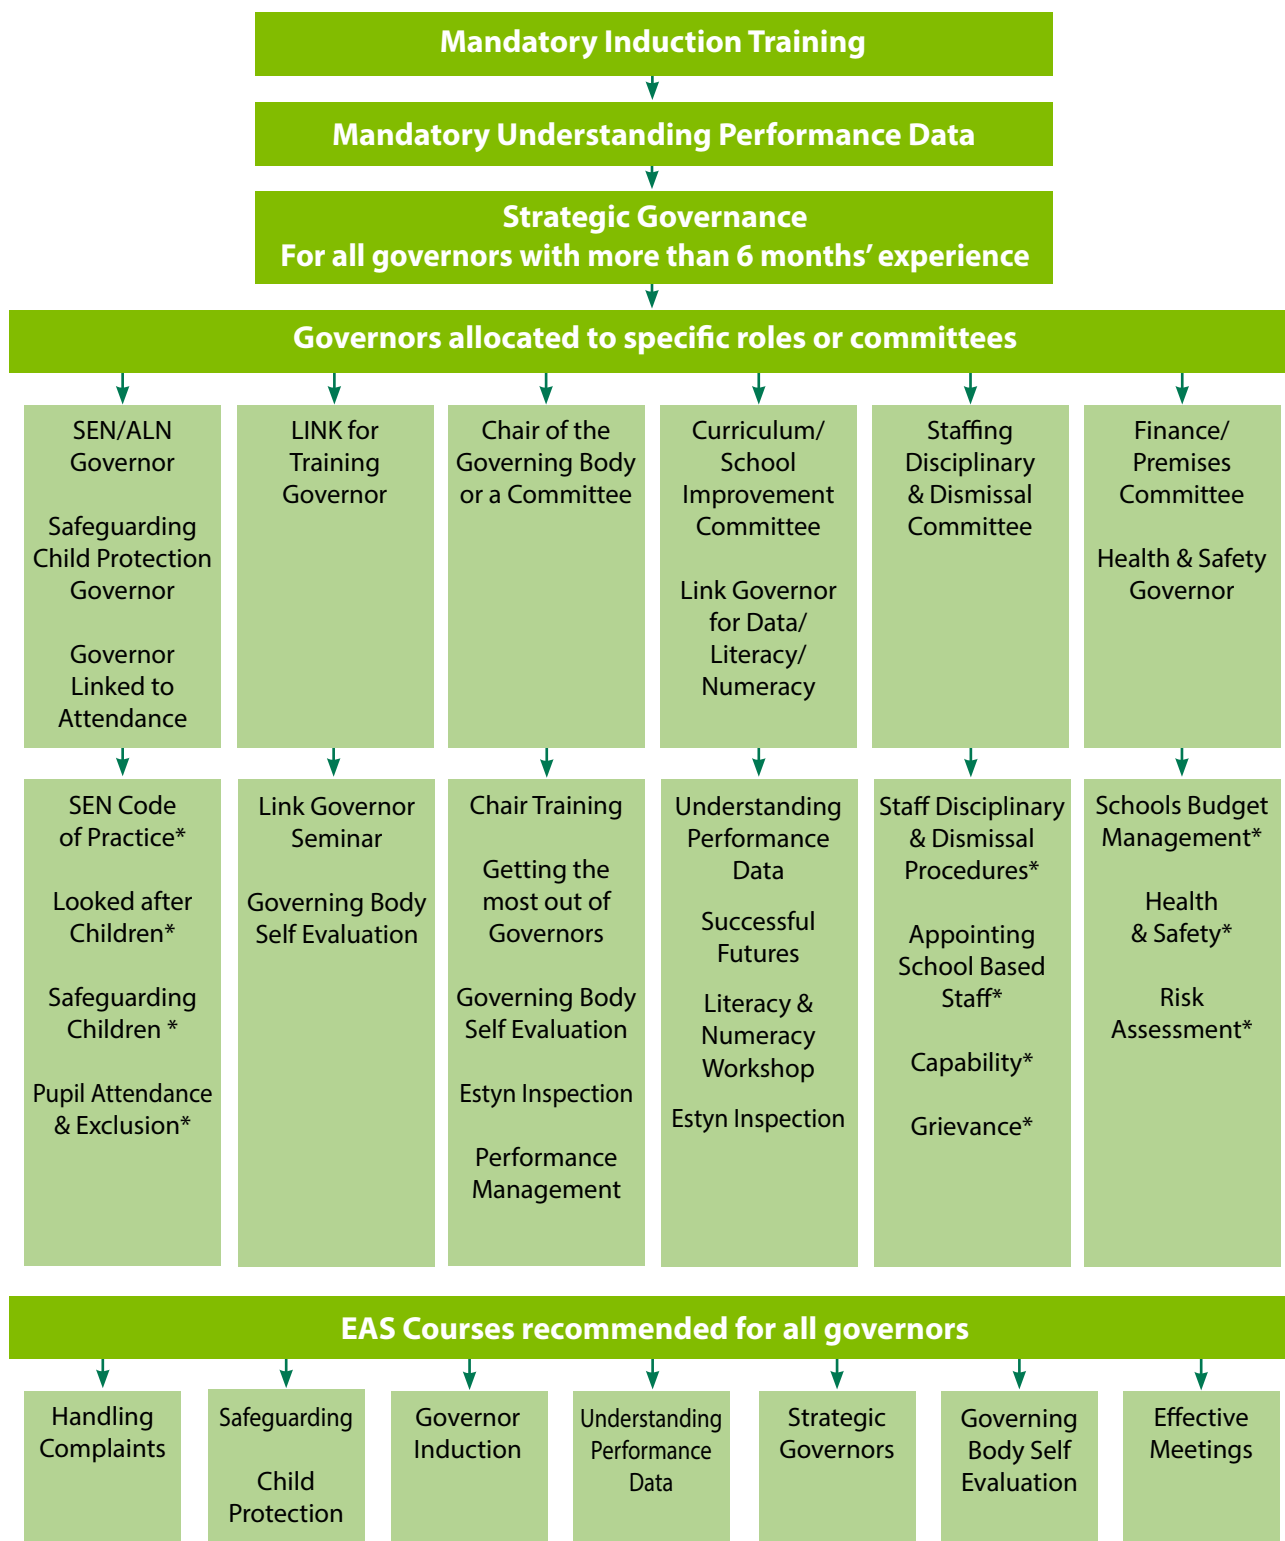 Mandatory Induction Training
Mandatory Understanding Performance Data
Strategic Governance
For all governors with more than 6 months’ experience
Governors allocated to specific roles or committees
SEN/ALN
Governor
Safeguarding
Child Protection
Governor
Governor
Linked to
Attendance
LINK for
Training
Governor
Chair of the
Governing Body
or a Committee
Curriculum/
School
Improvement
Committee
Link Governor
for Data/
Literacy/
Numeracy
Staffing
Disciplinary
& Dismissal
Committee
Finance/
Premises
Committee
Health & Safety
Governor
SEN Code
of Practice*
Looked after
Children*
Safeguarding
Children *
Pupil Attendance
& Exclusion*
Link Governor
Seminar
Governing Body
Self Evaluation
Chair Training
Getting the
most out of
Governors
Governing Body
Self Evaluation
Estyn Inspection
Performance
Management
Understanding
Performance
Data
Successful
Futures
Literacy &
Numeracy
Workshop
Estyn Inspection
Staff Disciplinary
& Dismissal
Procedures*
Appointing
School Based
Staff*
Capability*
Grievance*
Schools Budget
Management*
Health
& Safety*
Risk
Assessment*
EAS Courses recommended for all governors
Handling
Complaints
Safeguarding
Child
Protection
Governor
Induction
Understanding
Performance
Data
Strategic
Governors
Governing
Body Self
Evaluation
Effective
Meetings